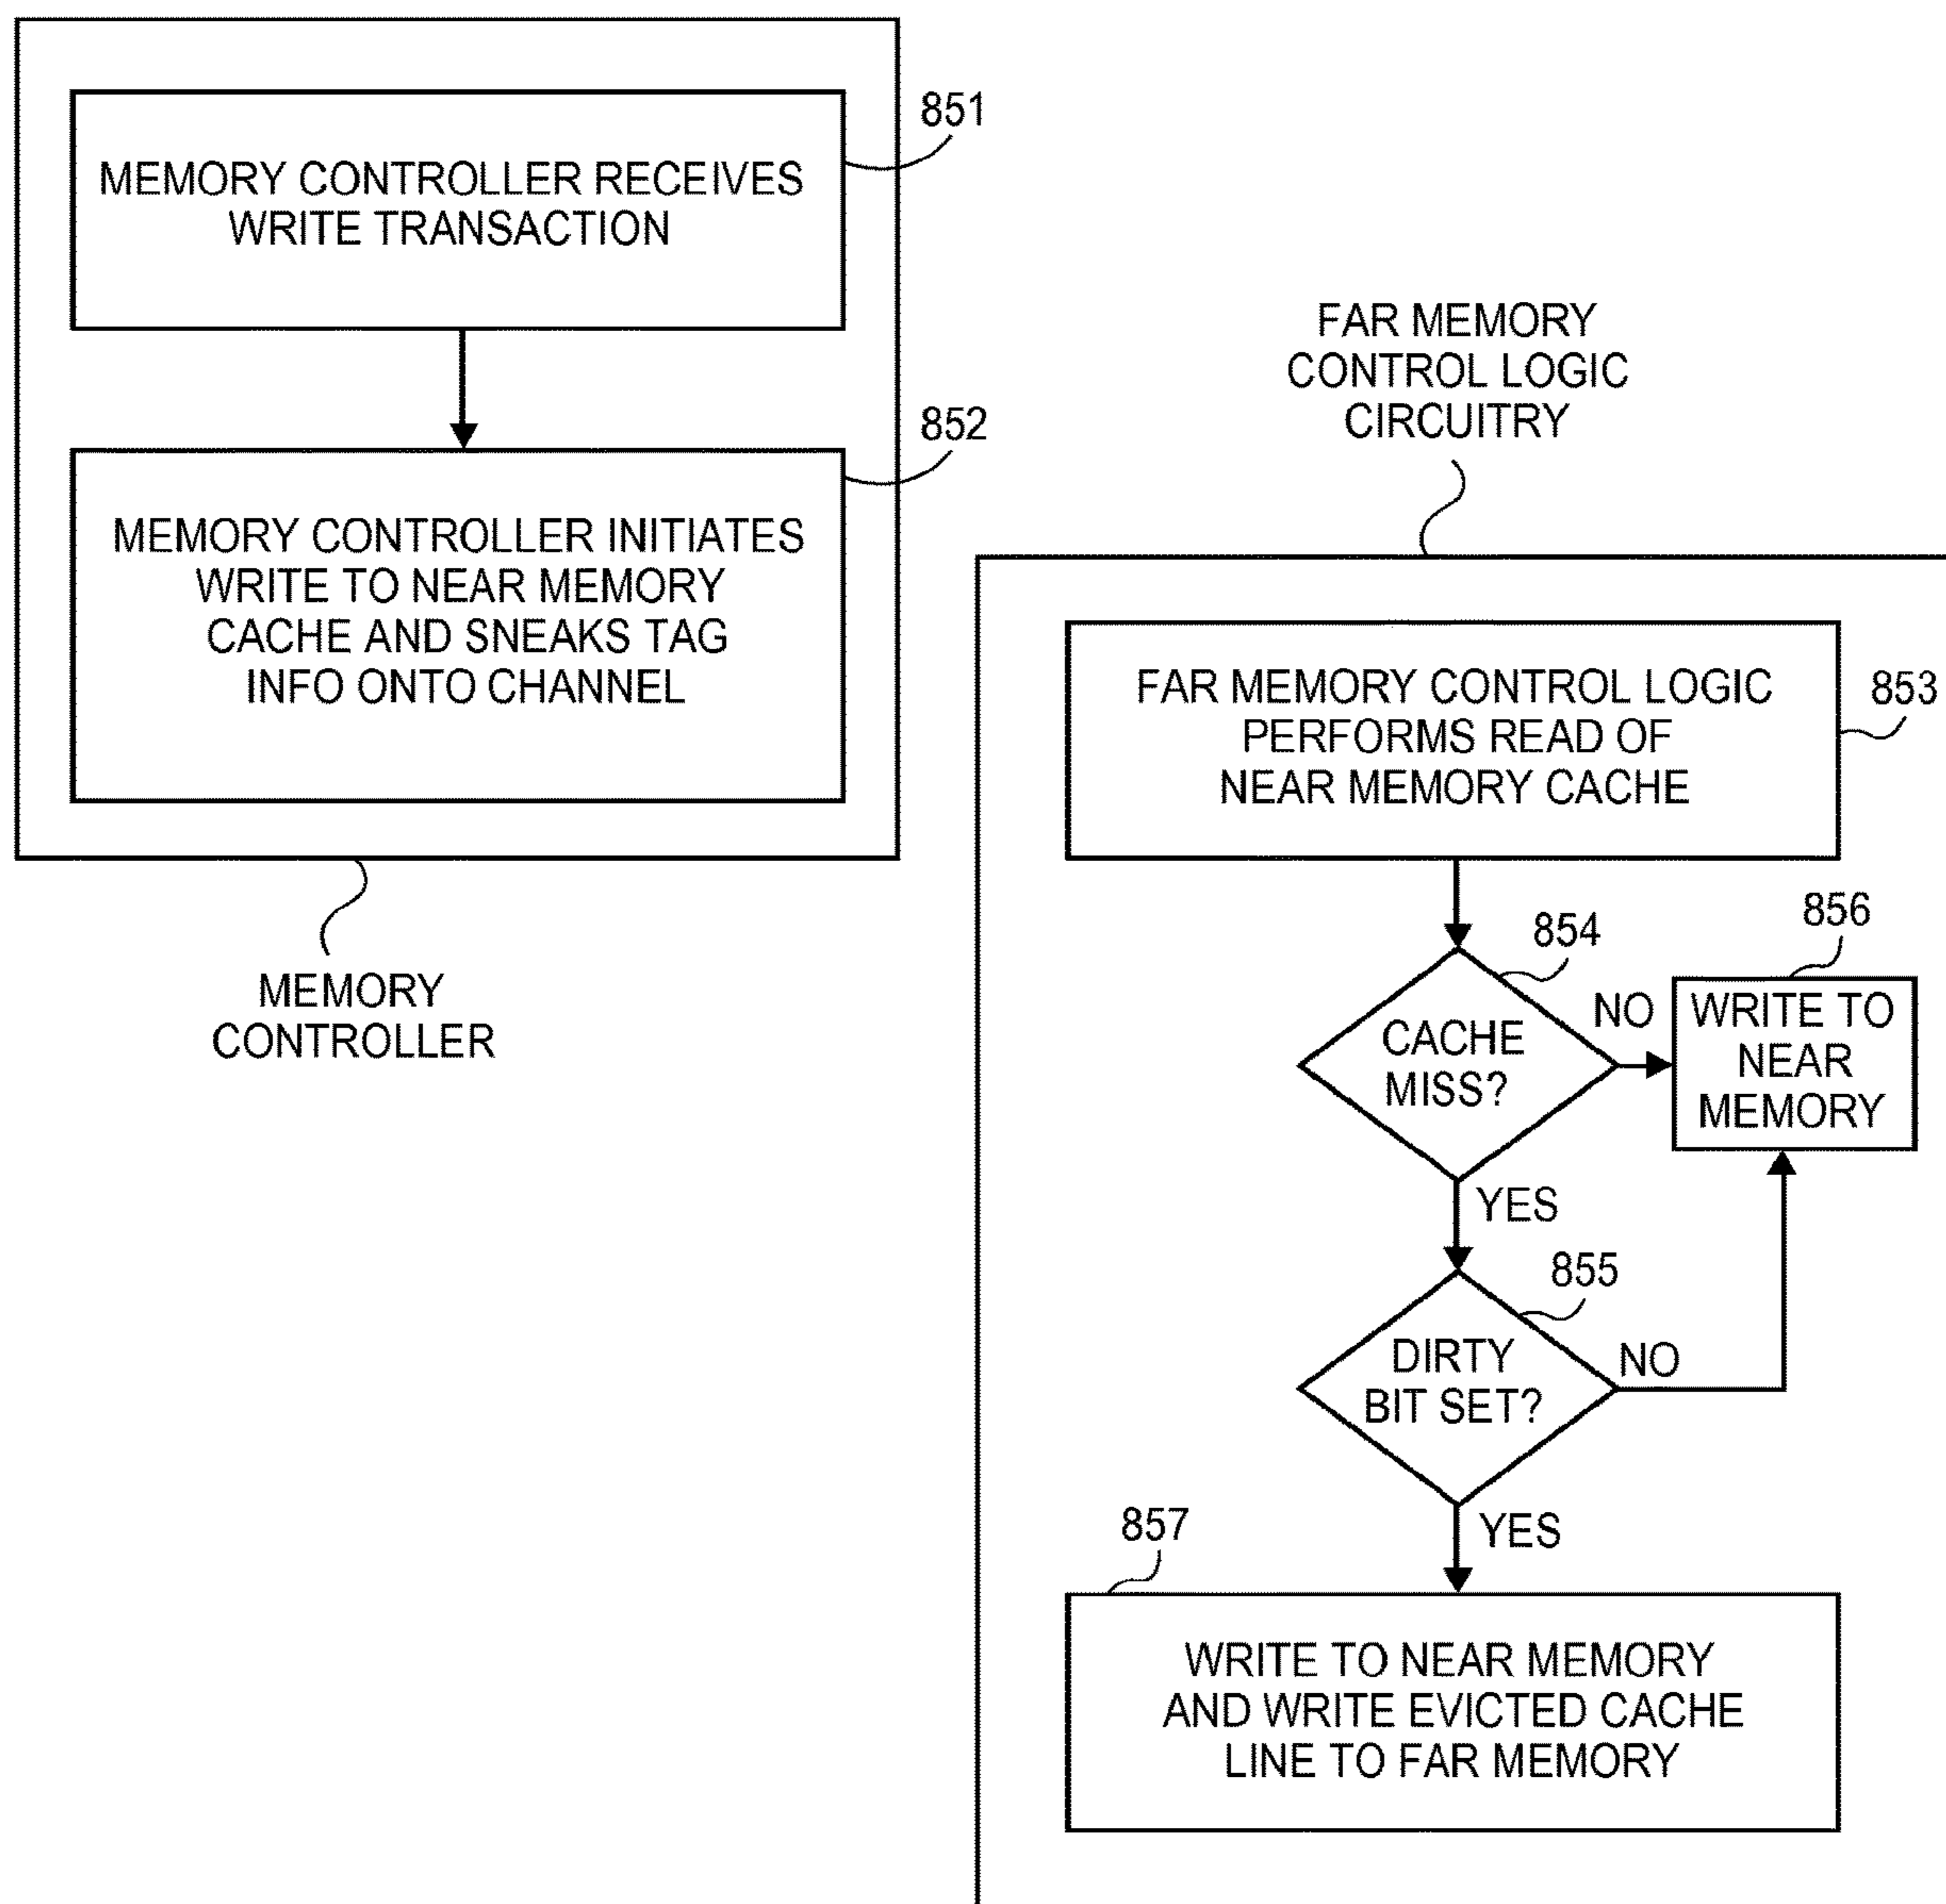 851
MEMORY CONTROLLER RECEIVES
WRITE TRANSACTION
852
MEMORY CONTROLLER INITIATES
WRITE TO NEAR MEMORY
CACHE AND SNEAKS TAG
INFO ONTO CHANNEL
MEMORY
CONTROLLER
FAR MEMORY
CONTROL LOGIC
CIRCUITRY
FAR MEMORY CONTROL LOGIC
PERFORMS READ OF
NEAR MEMORY CACHE
853
854
CACHE
MISS?
NO
856
WRITE TO
NEAR
MEMORY
YES
855
DIRTY
BIT SET?
NO
YES
857
WRITE TO NEAR MEMORY
AND WRITE EVICTED CACHE
LINE TO FAR MEMORY